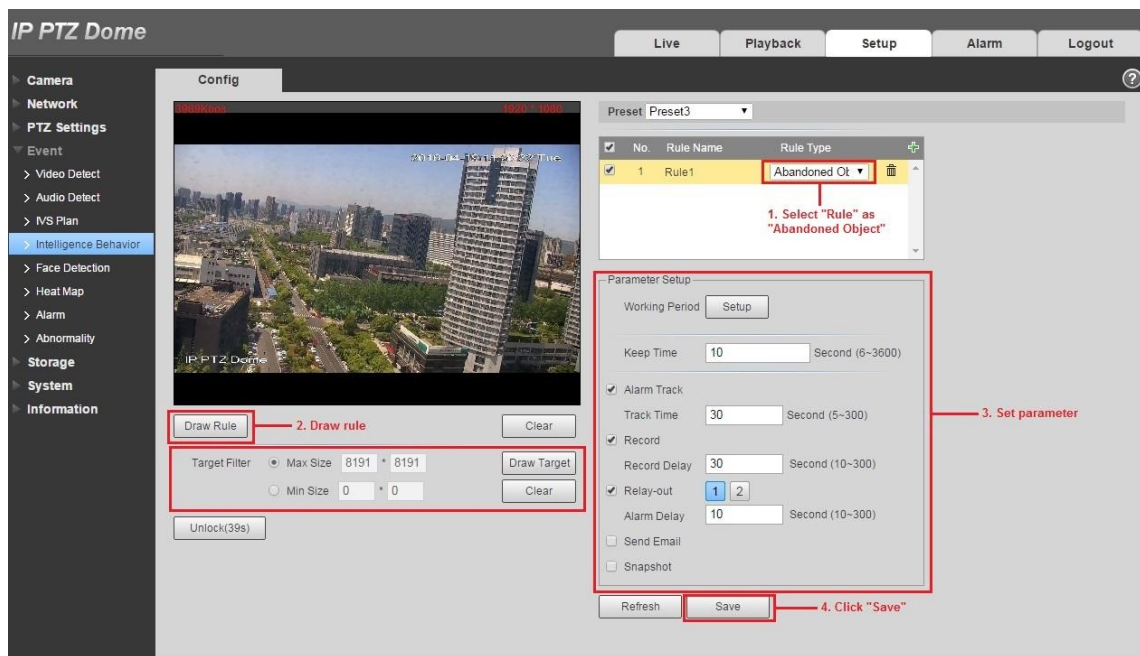 IP PTZ Dome
Live
Playback
Setup
Alarm
Logout
Camera
Network
PTZ Settings
Event
Video Detect
Audio Detect
IVS Plan
Intelligence Behavior
Face Detection
Heat Map
Alarm
Abnormality
Storage
System
Information
Config
3989Kbps
1920 * 1080
IP PTZ Dome
Draw Rule
2. Draw rule
Clear
Target Filter Max Size 8191 * 8191 Draw Target
Min Size 0 * 0 Clear
Unlock(39s)
Preset Preset3
No. Rule Name Rule Type
1 Rule1 Abandoned Ob
1. Select "Rule" as
"Abandoned Object"
Parameter Setup
Working Period Setup
Keep Time 10 Second (6~3600)
Alarm Track
Track Time 30 Second (5~300)
Record
Record Delay 30 Second (10~300)
Relay-out 1 2
Alarm Delay 10 Second (10~300)
Send Email
Snapshot
3. Set parameter
Refresh
Save
4. Click "Save"